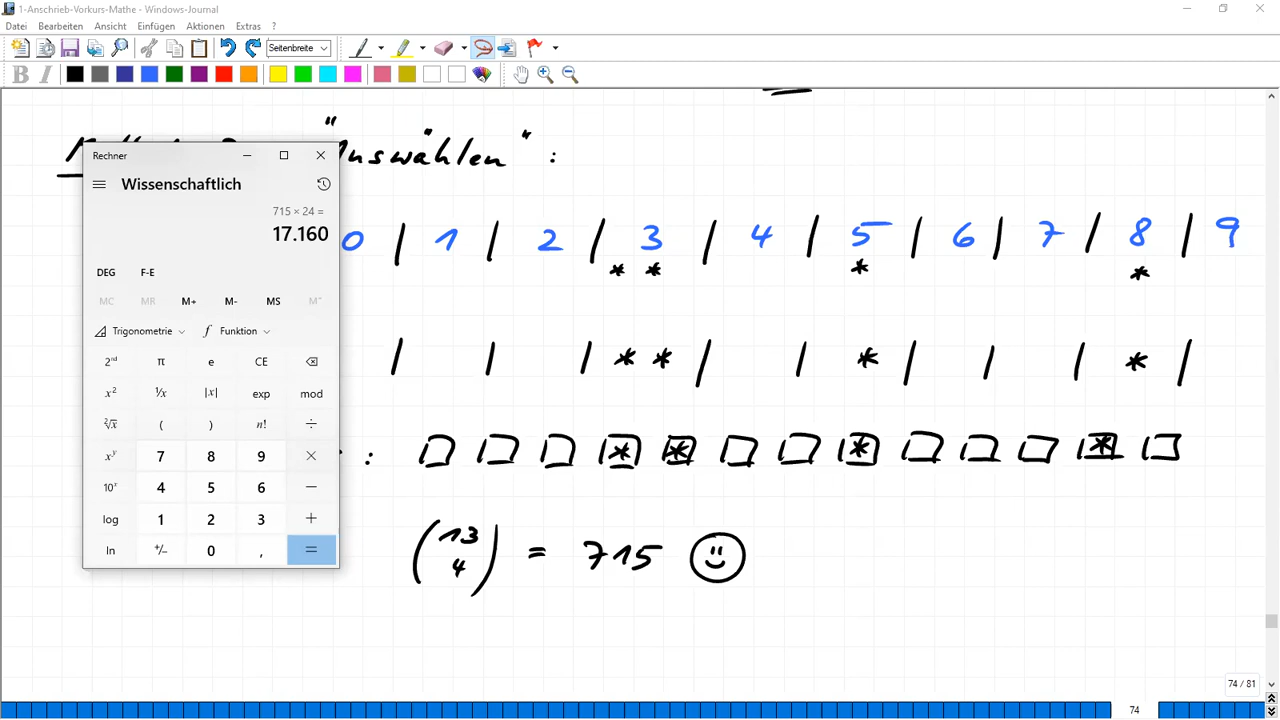 1-Anschrieb-Vorkurs-Mathe - Windows-Journal
Datei Bearbeiten Ansicht Einfügen Aktionen Extras ?
Seitenbreite
B I
"Auswählen" :
Rechner
Wissenschaftlich
715 × 24 =
17.160
0 | 1 | 2 | 3 | 4 | 5 | 6 | 7 | 8 | 9
* * * *
DEG F-E
MC MR M+ M- MS M˅
Trigonometrie Funktion
| | | * * | | * | | | * |
2nd π e CE
x² ¹/x |x| exp mod
²√x ( ) n! ÷
xʸ 7 8 9 ×
: □ □ □ * * □ □ * □ □ □ * □
10ˣ 4 5 6 −
log 1 2 3 +
ln +/− 0 , =
(13
4) = 715
74 / 81
74